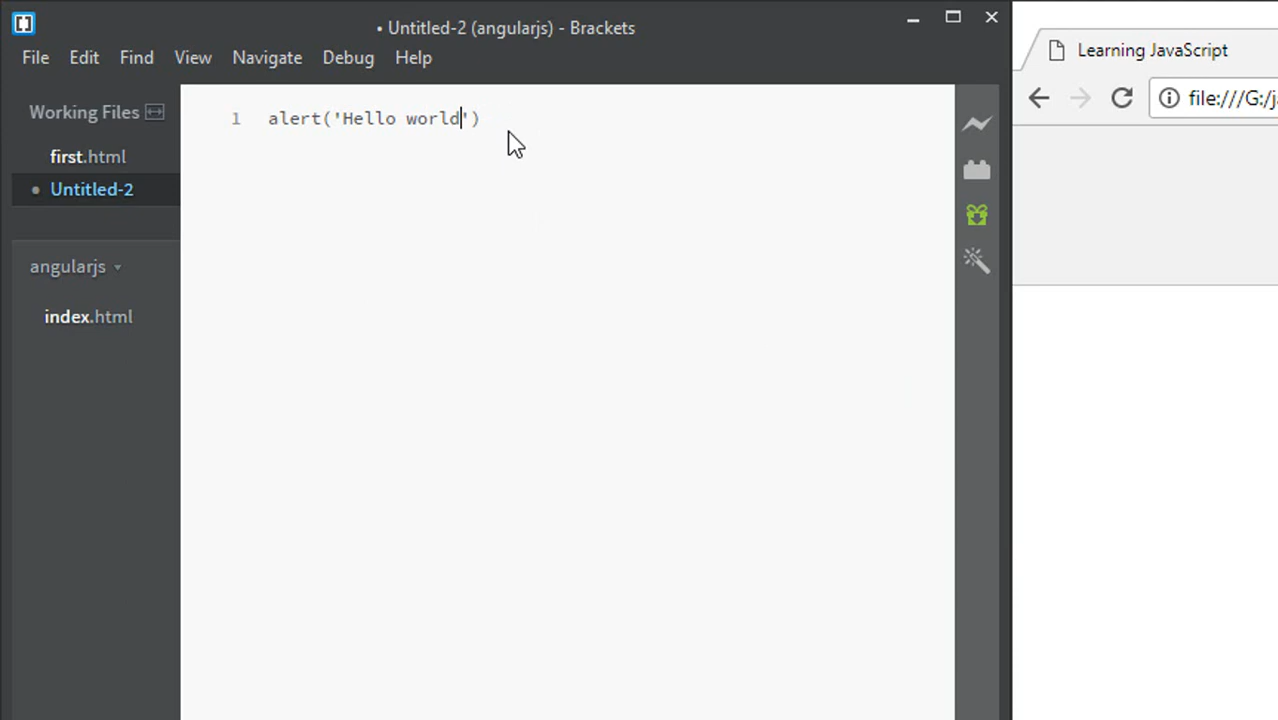 • Untitled-2 (angularjs) - Brackets
File Edit Find View Navigate Debug Help
Working Files
first.html
• Untitled-2
angularjs
index.html
1 alert('Hello world')
Learning JavaScript
file:///G:/j